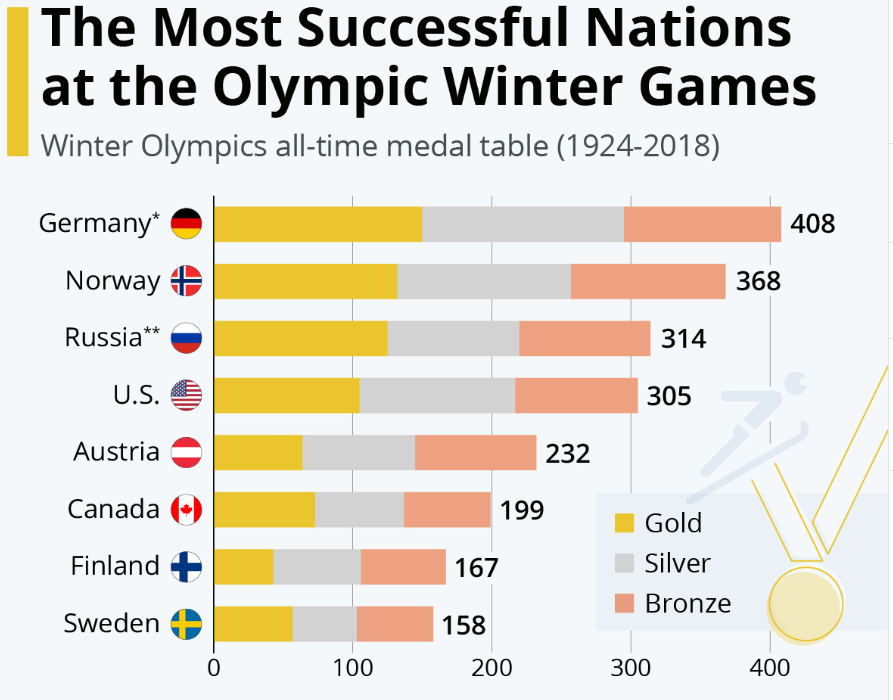 The Most Successful Nations
at the Olympic Winter Games
Winter Olympics all-time medal table (1924-2018)
Germany* 408
Norway 368
Russia** 314
U.S. 305
Austria 232
Canada 199
Finland 167
Sweden 158
Gold
Silver
Bronze
0 100 200 300 400